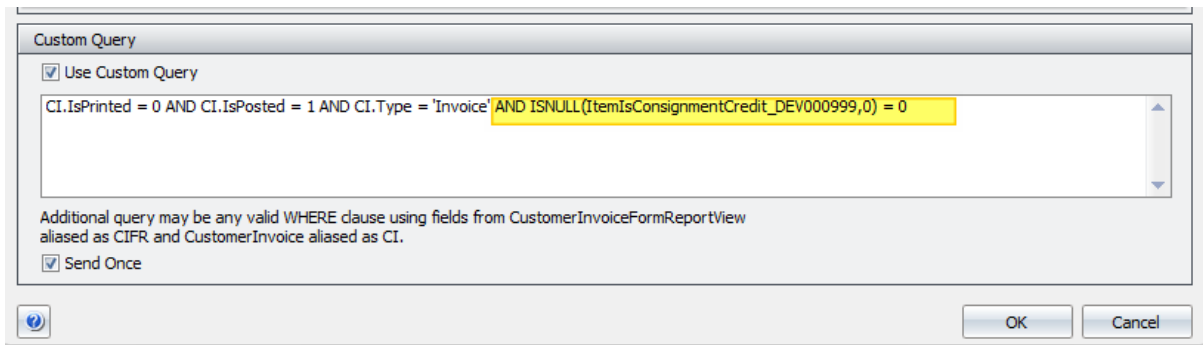 Custom Query
Use Custom Query
CI.IsPrinted = 0 AND CI.IsPosted = 1 AND CI.Type = 'Invoice' AND ISNULL(ItemIsConsignmentCredit_DEV000999,0) = 0
Additional query may be any valid WHERE clause using fields from CustomerInvoiceFormReportView
aliased as CIFR and CustomerInvoice aliased as CI.
Send Once
? OK Cancel